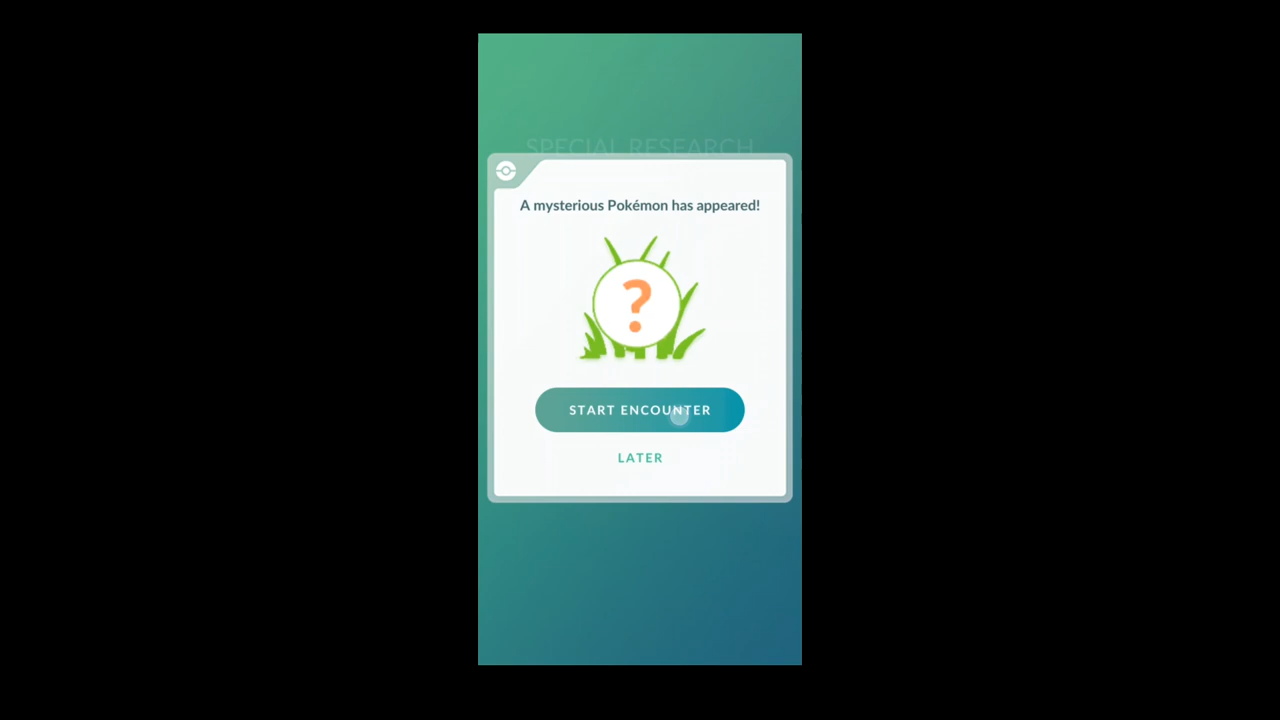 SPECIAL RESEARCH
A mysterious Pokémon has appeared!
?
START ENCOUNTER
LATER